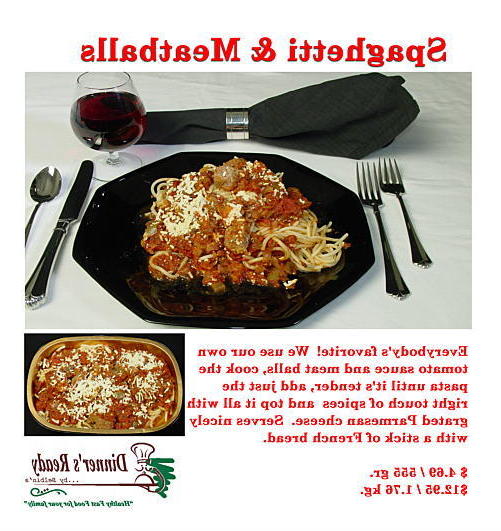 Spaghetti & Meatballs
Everybody's favorite! We use our own
tomato sauce and meat balls, cook the
pasta until it's tender, add just the
right touch of spices and top it all with
grated Parmesan cheese. Serves nicely
with a stick of French bread.
$ 4.69 / 555 gr.
$12.95 / 1.76 kg.
Dinner's Ready
...by Balbin's
"Healthy Fast Food for your family"